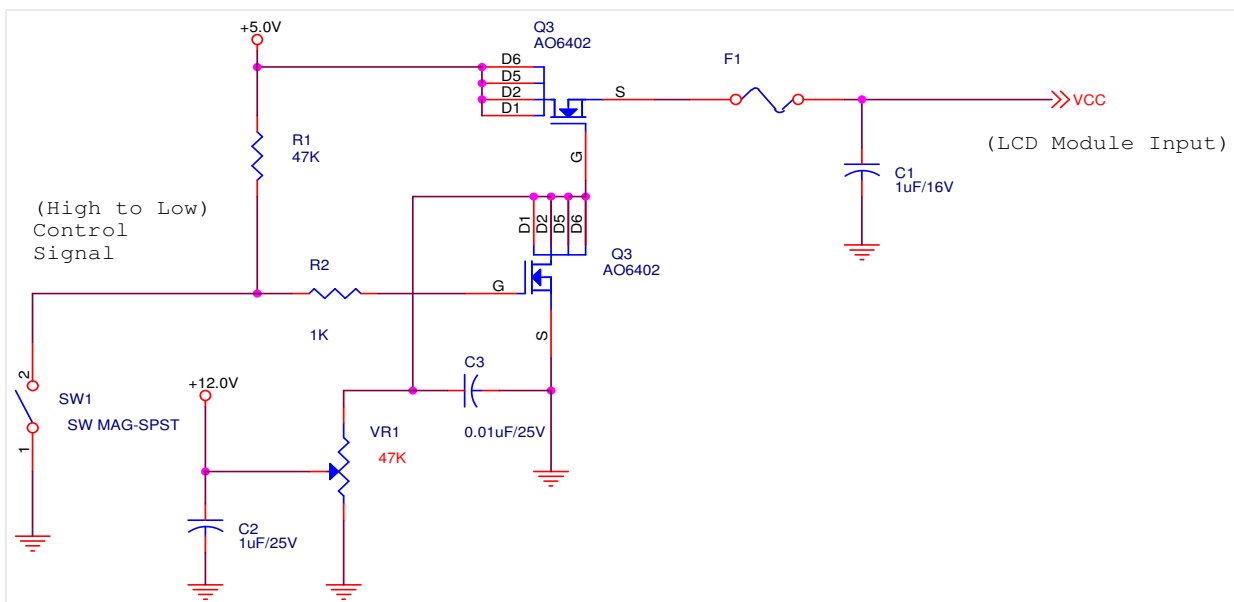 +5.0V
Q3
AO6402
F1
D6
D5
D2
D1
S
VCC
R1
47K
(LCD Module Input)
G
C1
1uF/16V
(High to Low)
Control
Signal
D1
D2
D5
D6
Q3
AO6402
R2
G
1K
S
C3
+12.0V
2
SW1
SW MAG-SPST
VR1
0.01uF/25V
1
47K
C2
1uF/25V